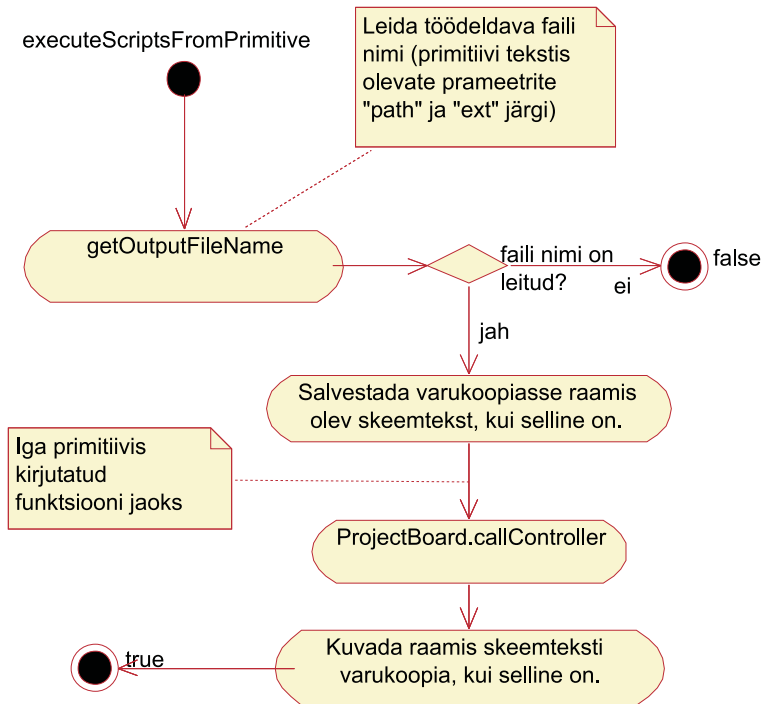 executeScriptsFromPrimitive
Leida töödeldava faili
nimi (primitiivi tekstis
olevate prameetrite
"path" ja "ext" järgi)
getOutputFileName
faili nimi on
leitud?
ei
false
jah
Salvestada varukoopiasse raamis
olev skeemtekst, kui selline on.
Iga primitiivis
kirjutatud
funktsiooni jaoks
ProjectBoard.callController
Kuvada raamis skeemteksti
varukoopia, kui selline on.
true